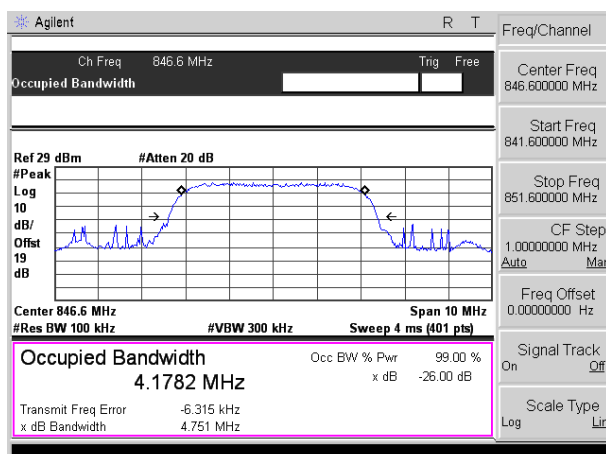 Agilent R T
Ch Freq 846.6 MHz Trig Free
Occupied Bandwidth
Ref 29 dBm #Atten 20 dB
#Peak
Log
10
dB/
Offst
19
dB
Center 846.6 MHz Span 10 MHz
#Res BW 100 kHz #VBW 300 kHz Sweep 4 ms (401 pts)
Occupied Bandwidth Occ BW % Pwr 99.00 %
4.1782 MHz x dB -26.00 dB
Transmit Freq Error -6.315 kHz
x dB Bandwidth 4.751 MHz
Freq/Channel
Center Freq
846.600000 MHz
Start Freq
841.600000 MHz
Stop Freq
851.600000 MHz
CF Step
1.00000000 MHz
Auto Mar
Freq Offset
0.00000000 Hz
Signal Track
On Off
Scale Type
Log Lin